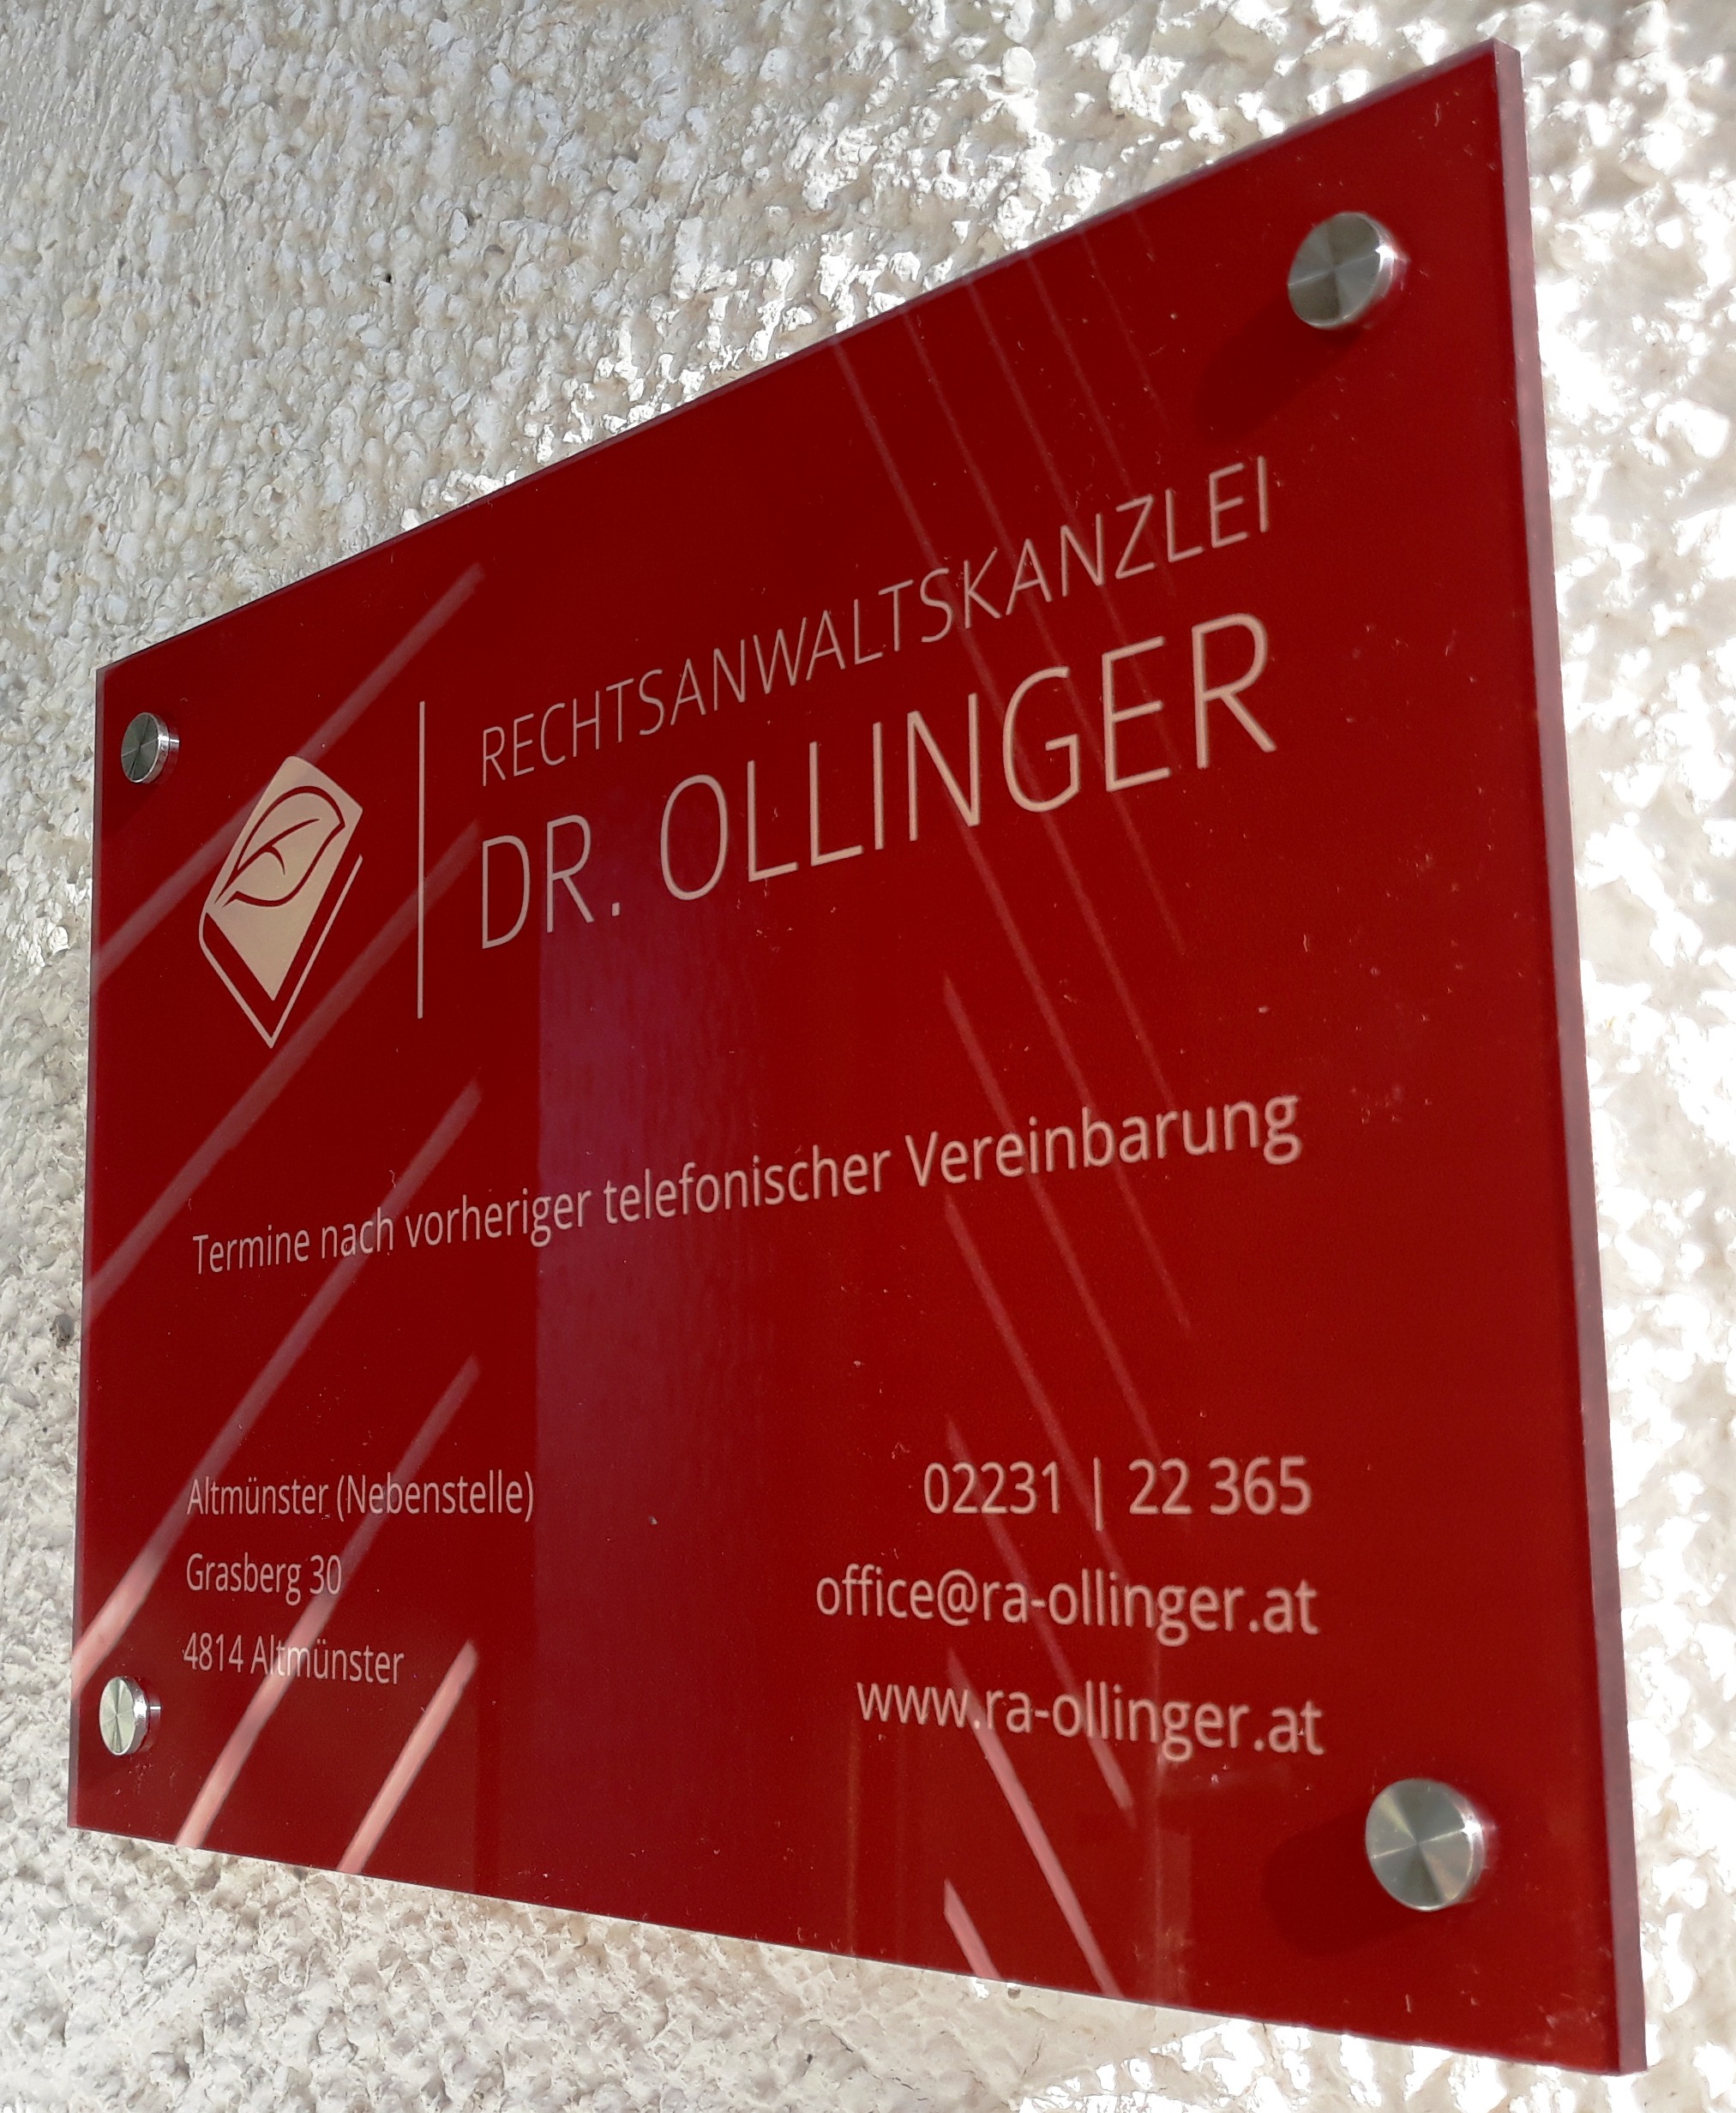 RECHTSANWALTSKANZLEI
DR. OLLINGER
Termine nach vorheriger telefonischer Vereinbarung
Altmünster (Nebenstelle)
Grasberg 30
4814 Altmünster
02231 | 22 365
office@ra-ollinger.at
www.ra-ollinger.at